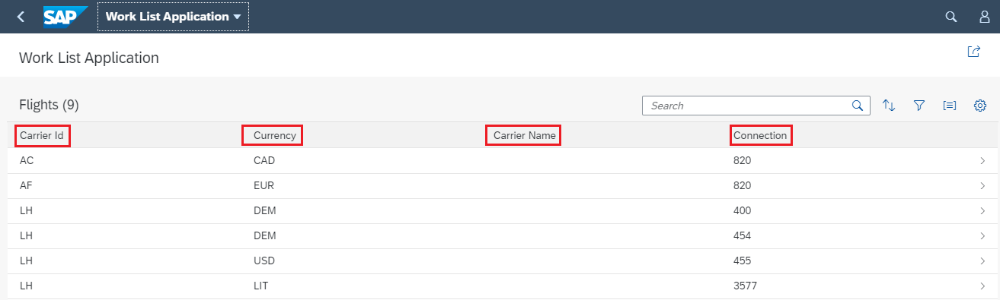 SAP Work List Application
Work List Application
Flights (9) Search
Carrier Id Currency Carrier Name Connection
AC CAD 820
AF EUR 820
LH DEM 400
LH DEM 454
LH USD 455
LH LIT 3577